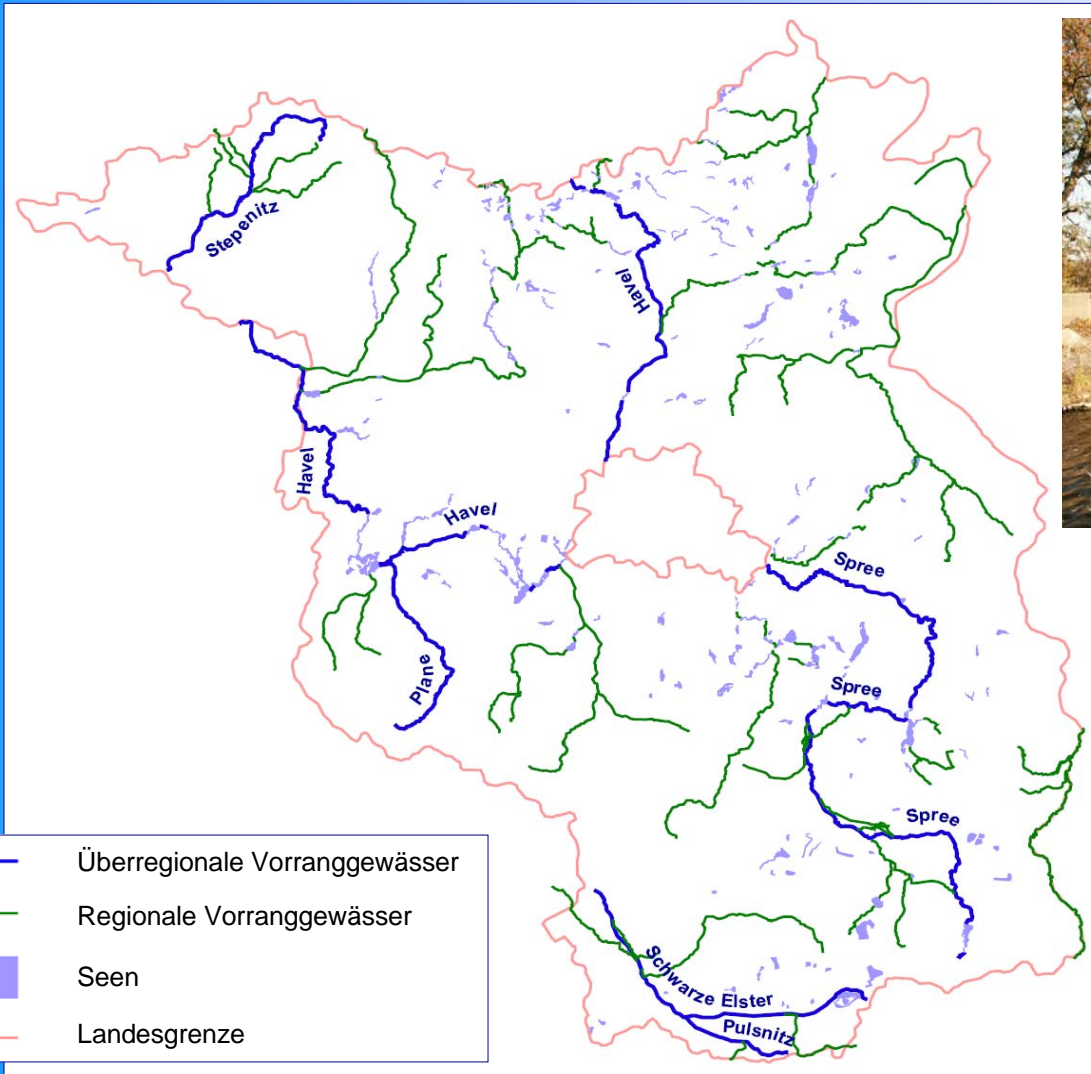 Stepenitz
Havel
Havel
Havel
Spree
Plane
Spree
Spree
Schwarze Elster
Pulsnitz
Überregionale Vorranggewässer
Regionale Vorranggewässer
Seen
Landesgrenze